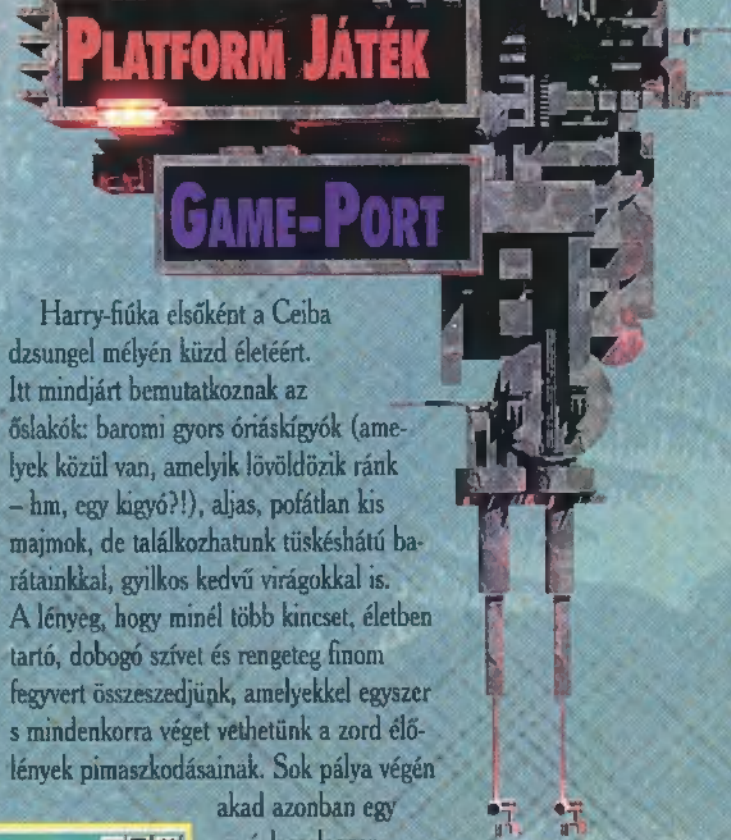 PLATFORM JÁTÉK
GAME-PORT
Harry-fiúka elsőként a Ceiba
dzsungel mélyén küzd életéért.
Itt mindjárt bemutatkoznak az
őslakók: baromi gyors óriáskígyók (ame-
lyek közül van, amelyik lövöldözik ránk
– hm, egy kigyó?!), aljas, pofátlan kis
majmok, de találkozhatunk tüskéshátú ba-
rátainkkal, gyilkos kedvű virágokkal is.
A lényeg, hogy minél több kincset, életben
tartó, dobogó szívet és rengeteg finom
fegyvert összeszedjünk, amelyekkel egyszer
s mindenkorra véget vethetünk a zord élő-
lények pimaszkodásainak. Sok pálya végén
akad azonban egy